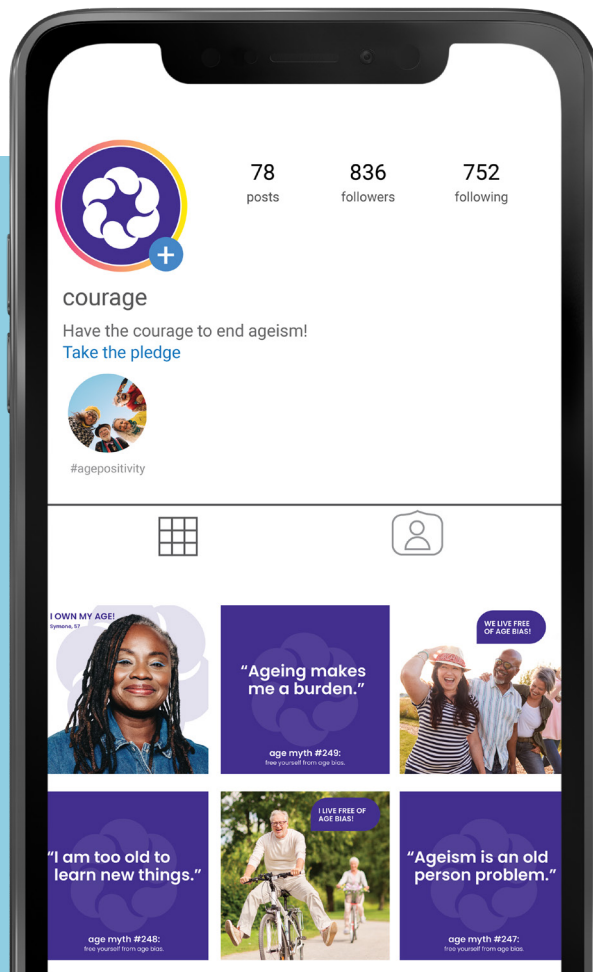 78
posts
836
followers
752
following
courage
Have the courage to end ageism!
Take the pledge
#agepositivity
I OWN MY AGE!
Symone, 57
“Ageing makes
me a burden.”
age myth #249:
free yourself from age bias.
WE LIVE FREE
OF AGE BIAS!
“I am too old to
learn new things.”
age myth #248:
free yourself from age bias.
I LIVE FREE OF
AGE BIAS!
“Ageism is an old
person problem.”
age myth #247:
free yourself from age bias.